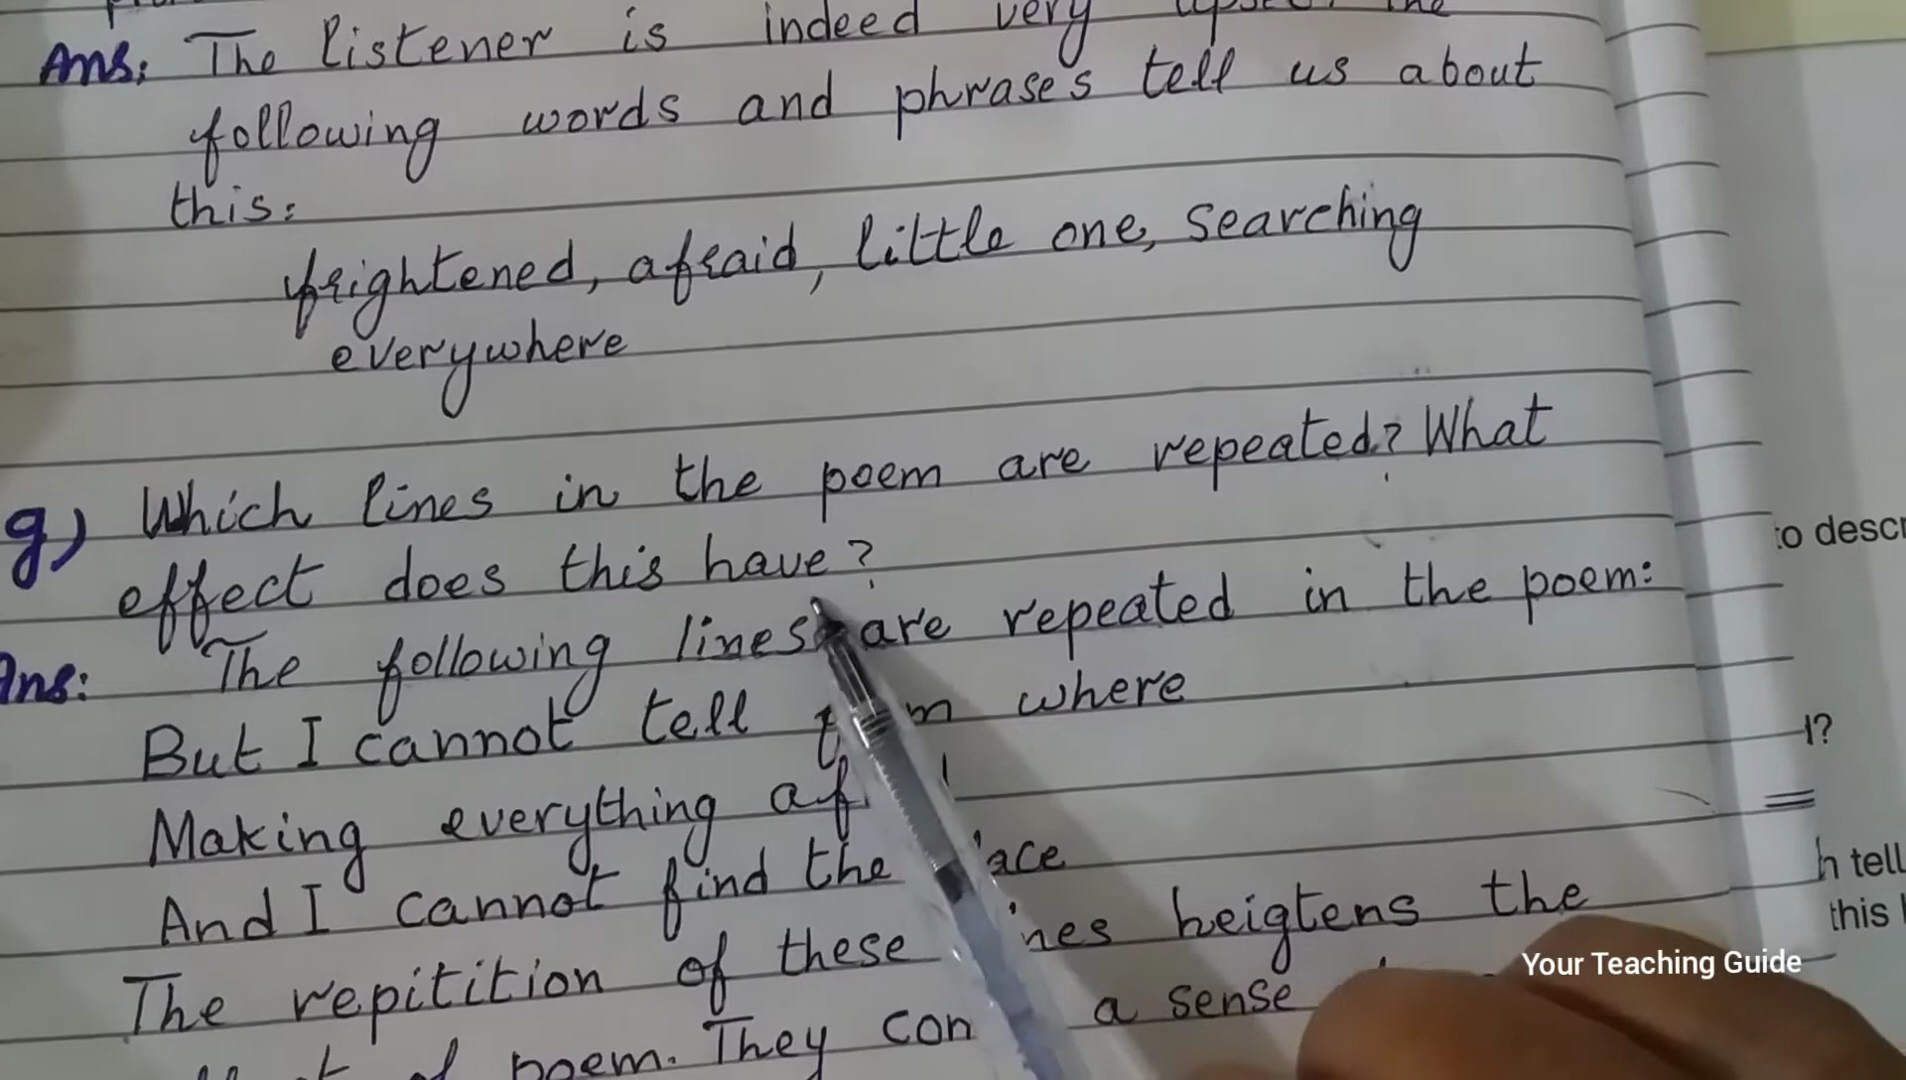 Ans: The listener is indeed very upset. The
following words and phrases tell us about
this:
frightened, afraid, little one, searching
everywhere
g) Which lines in the poem are repeated? What
effect does this have?
Ans: The following lines are repeated in the poem:
But I cannot tell where
Making everything
And I cannot find the
The repitition of these heigtens the
poem. They a sense
to
?
h tell
this
Your Teaching Guide